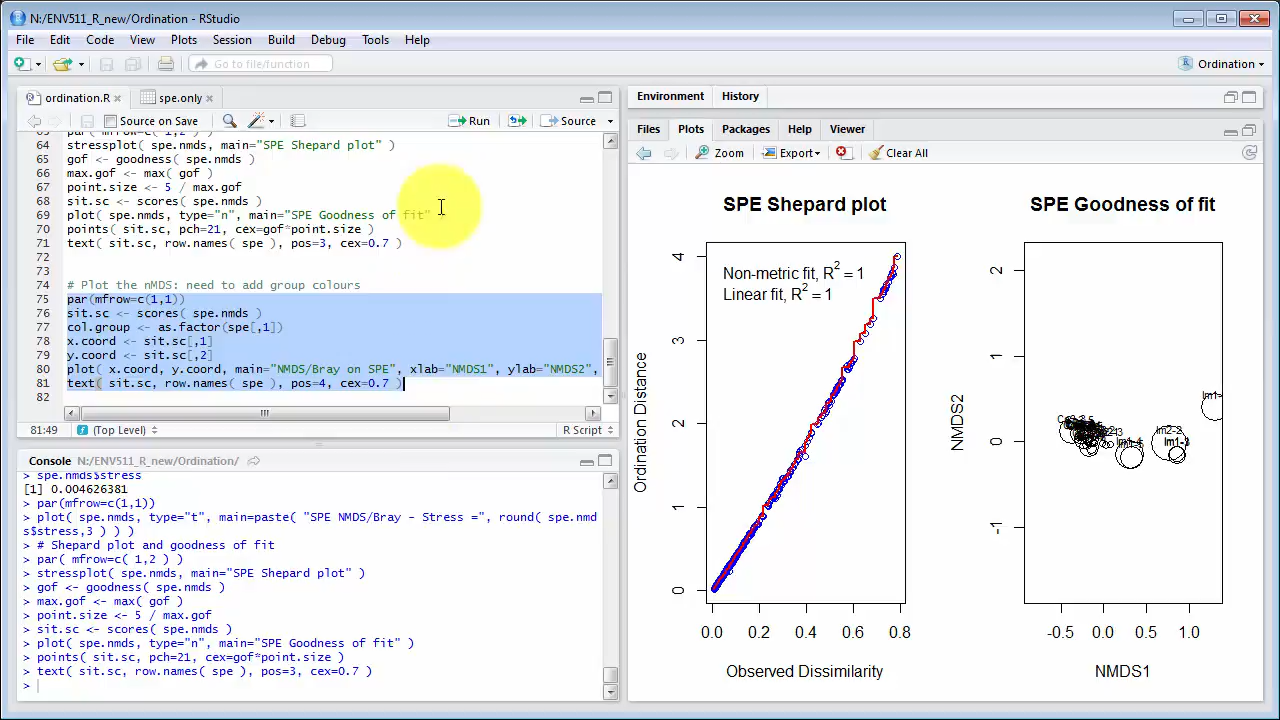 N:/ENV511_R_new/Ordination - RStudio
File Edit Code View Plots Session Build Debug Tools Help
Go to file/function
Ordination
ordination.R spe.only
Source on Save Run Source
63 par( mfrow=c( 1,2 ) )
64 stressplot( spe.nmds, main="SPE Shepard plot" )
65 gof <- goodness( spe.nmds )
66 max.gof <- max( gof )
67 point.size <- 5 / max.gof
68 sit.sc <- scores( spe.nmds )
69 plot( spe.nmds, type="n", main="SPE Goodness of fit"
70 points( sit.sc, pch=21, cex=gof*point.size )
71 text( sit.sc, row.names( spe ), pos=3, cex=0.7 )
72
73
74 # Plot the nMDS: need to add group colours
75 par(mfrow=c(1,1))
76 sit.sc <- scores( spe.nmds )
77 col.group <- as.factor(spe[,1])
78 x.coord <- sit.sc[,1]
79 y.coord <- sit.sc[,2]
80 plot( x.coord, y.coord, main="NMDS/Bray on SPE", xlab="NMDS1", ylab="NMDS2",
81 text( sit.sc, row.names( spe ), pos=4, cex=0.7 )
82
81:49 (Top Level) R Script
Console N:/ENV511_R_new/Ordination/
> spe.nmds$stress
[1] 0.004626381
> par(mfrow=c(1,1))
> plot( spe.nmds, type="t", main=paste( "SPE NMDS/Bray - Stress =", round( spe.nmd
s$stress,3 ) ) )
> # Shepard plot and goodness of fit
> par( mfrow=c( 1,2 ) )
> stressplot( spe.nmds, main="SPE Shepard plot" )
> gof <- goodness( spe.nmds )
> max.gof <- max( gof )
> point.size <- 5 / max.gof
> sit.sc <- scores( spe.nmds )
> plot( spe.nmds, type="n", main="SPE Goodness of fit" )
> points( sit.sc, pch=21, cex=gof*point.size )
> text( sit.sc, row.names( spe ), pos=3, cex=0.7 )
>
Environment History
Files Plots Packages Help Viewer
Zoom Export Clear All
SPE Shepard plot
Non-metric fit, R² = 1
Linear fit, R² = 1
Ordination Distance
4
3
2
1
0
0.0 0.2 0.4 0.6 0.8
Observed Dissimilarity
SPE Goodness of fit
NMDS2
2
1
0
-1
Im1-
Im2-2
-0.5 0.0 0.5 1.0
NMDS1